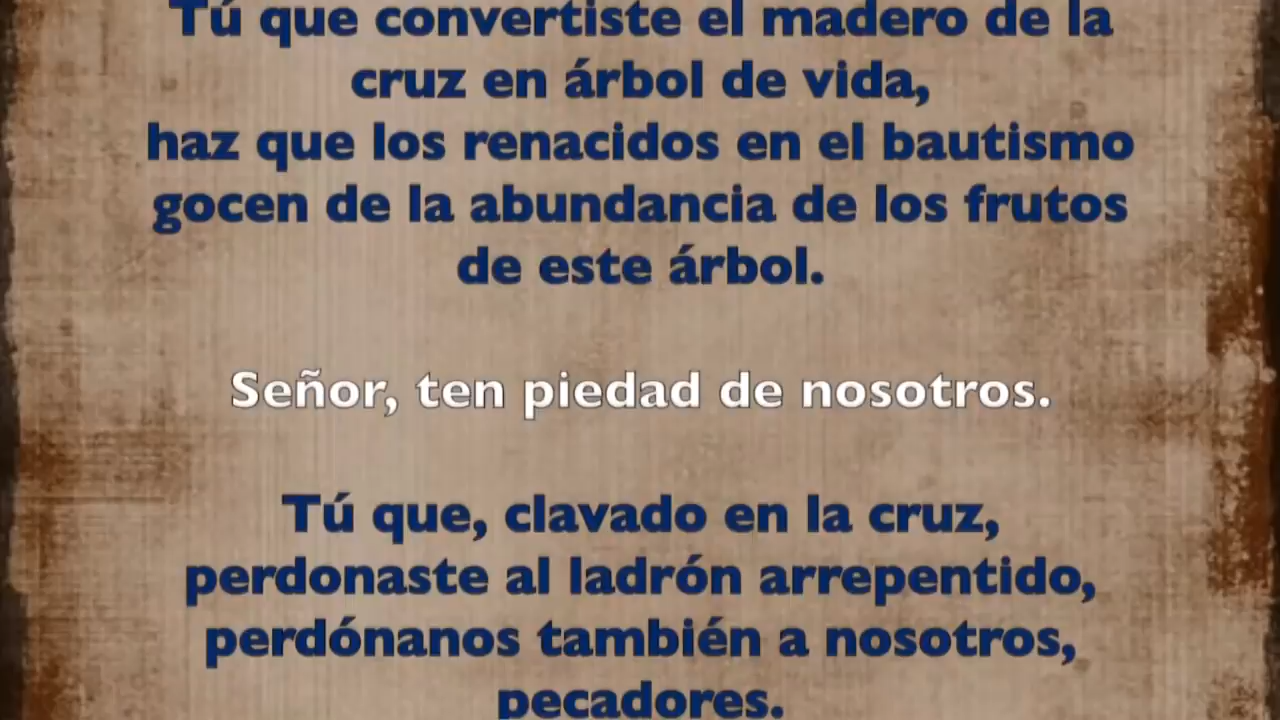 Tú que convertiste el madero de la
cruz en árbol de vida,
haz que los renacidos en el bautismo
gocen de la abundancia de los frutos
de este árbol.
Señor, ten piedad de nosotros.
Tú que, clavado en la cruz,
perdonaste al ladrón arrepentido,
perdónanos también a nosotros,
pecadores.